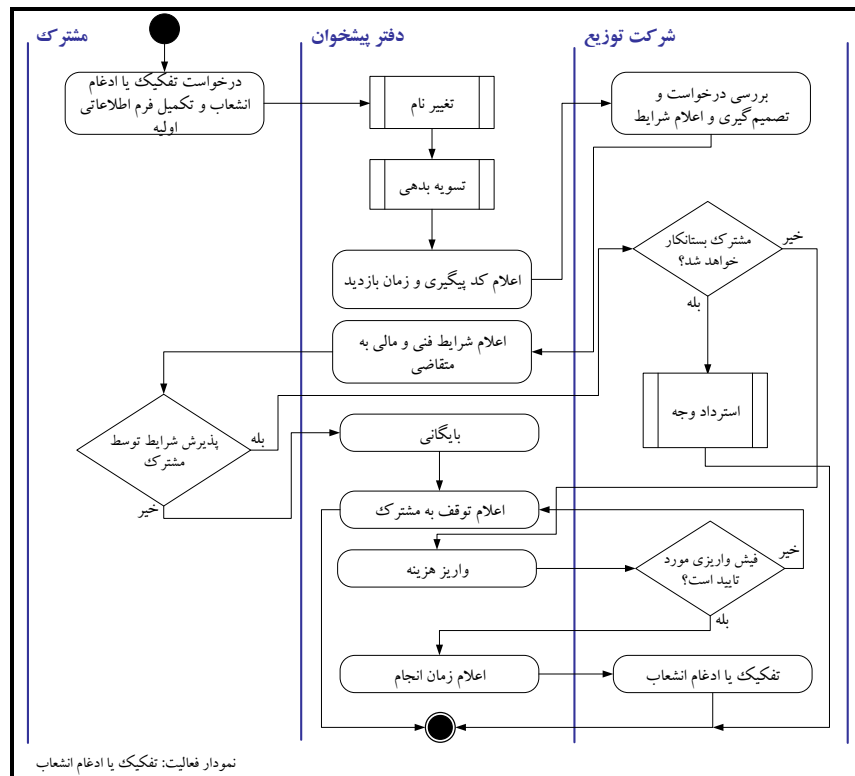 مشترک
دفتر پیشخوان
شرکت توزیع
درخواست تفکیک یا ادغام
انشعاب و تکمیل فرم اطلاعاتی
اولیه
تغییر نام
بررسی درخواست و
تصمیم‌گیری و اعلام شرایط
تسویه بدهی
مشترک بستانکار
خواهد شد؟
خیر
بله
اعلام کد پیگیری و زمان بازدید
اعلام شرایط فنی و مالی به
متقاضی
استرداد وجه
پذیرش شرایط توسط
مشترک
بله
خیر
بایگانی
اعلام توقف به مشترک
واریز هزینه
فیش واریزی مورد
تایید است؟
خیر
بله
اعلام زمان انجام
تفکیک یا ادغام انشعاب
نمودار فعالیت: تفکیک یا ادغام انشعاب